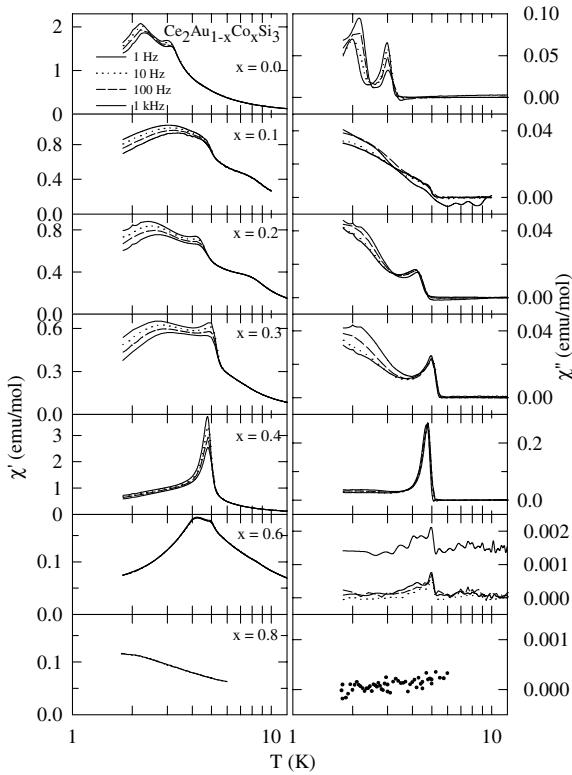 Ce2Au1-xCoxSi3
1 Hz
10 Hz
100 Hz
1 kHz
x = 0.0
2
1
0
0.10
0.05
0.00
x = 0.1
0.8
0.4
0.0
0.04
0.00
x = 0.2
0.8
0.4
0.0
0.04
0.00
x = 0.3
0.6
0.3
0.0
0.04
0.00
x = 0.4
3
2
1
0
0.2
0.0
x = 0.6
0.1
0.0
0.002
0.001
0.000
x = 0.8
0.1
0
0.001
0.000
χ' (emu/mol)
χ'' (emu/mol)
1 10 1 10
T (K) T (K)